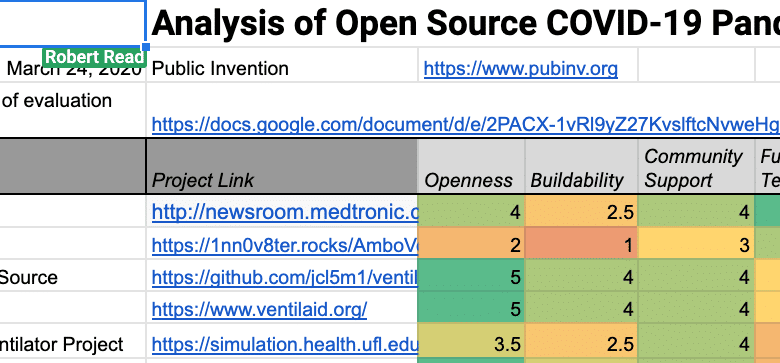 Analysis of Open Source COVID-19 Pand
Robert Read
March 24, 2020 Public Invention https://www.pubinv.org
of evaluation
https://docs.google.com/document/d/e/2PACX-1vRl9yZ27KvslftcNvweHg
Project Link Openness Buildability Community Support Fu Te
http://newsroom.medtronic.c 4 2.5 4
https://1nn0v8ter.rocks/AmboV 2 1 3
Source https://github.com/jcl5m1/ventil 5 4 4
https://www.ventilaid.org/ 5 4 4
ntilator Project https://simulation.health.ufl.edu 3.5 2.5 4